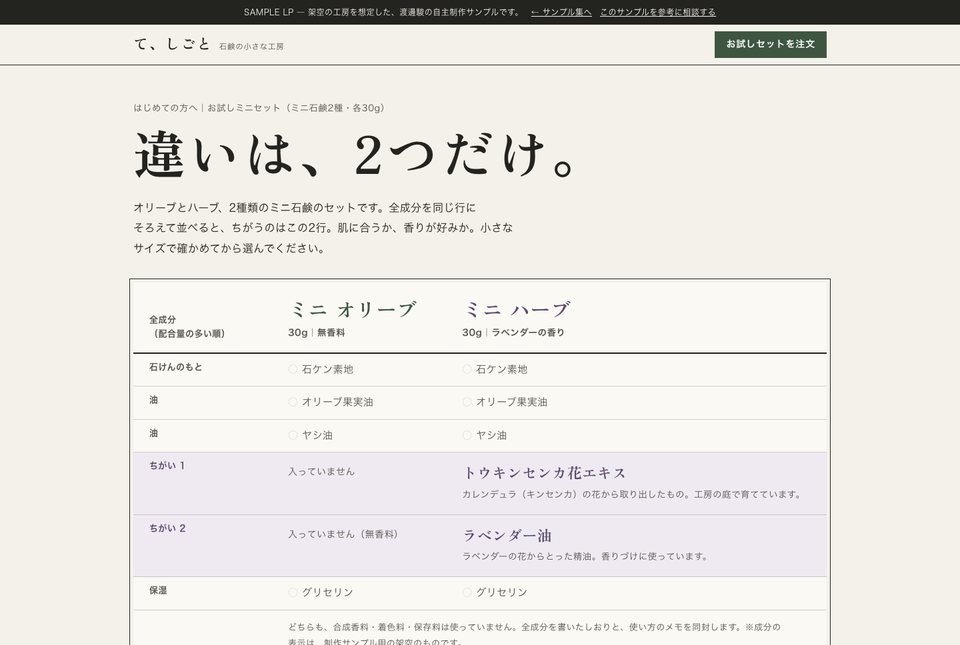 SAMPLE LP — 架空の工房を想定した、渡邊駿の自主制作サンプルです。 ← サンプル集へ このサンプルを参考に相談する
て、しごと 石鹸の小さな工房
お試しセットを注文
はじめての方へ｜お試しミニセット（ミニ石鹸2種・各30g）
違いは、2つだけ。
オリーブとハーブ、2種類のミニ石鹸のセットです。全成分を同じ行に
そろえて並べると、ちがうのはこの2行。肌に合うか、香りが好みか。小さな
サイズで確かめてから選んでください。
全成分
（配合量の多い順）
ミニ オリーブ
30g｜無香料
ミニ ハーブ
30g｜ラベンダーの香り
石けんのもと 石ケン素地 石ケン素地
油 オリーブ果実油 オリーブ果実油
油 ヤシ油 ヤシ油
ちがい 1 入っていません トウキンセンカ花エキス
カレンデュラ（キンセンカ）の花から取り出したもの。工房の庭で育てています。
ちがい 2 入っていません（無香料） ラベンダー油
ラベンダーの花からとった精油。香りづけに使っています。
保湿 グリセリン グリセリン
どちらも、合成香料・着色料・保存料は使っていません。全成分を書いたしおりと、使い方のメモを同封します。※成分の
表示は、制作サンプル用の架空のものです。